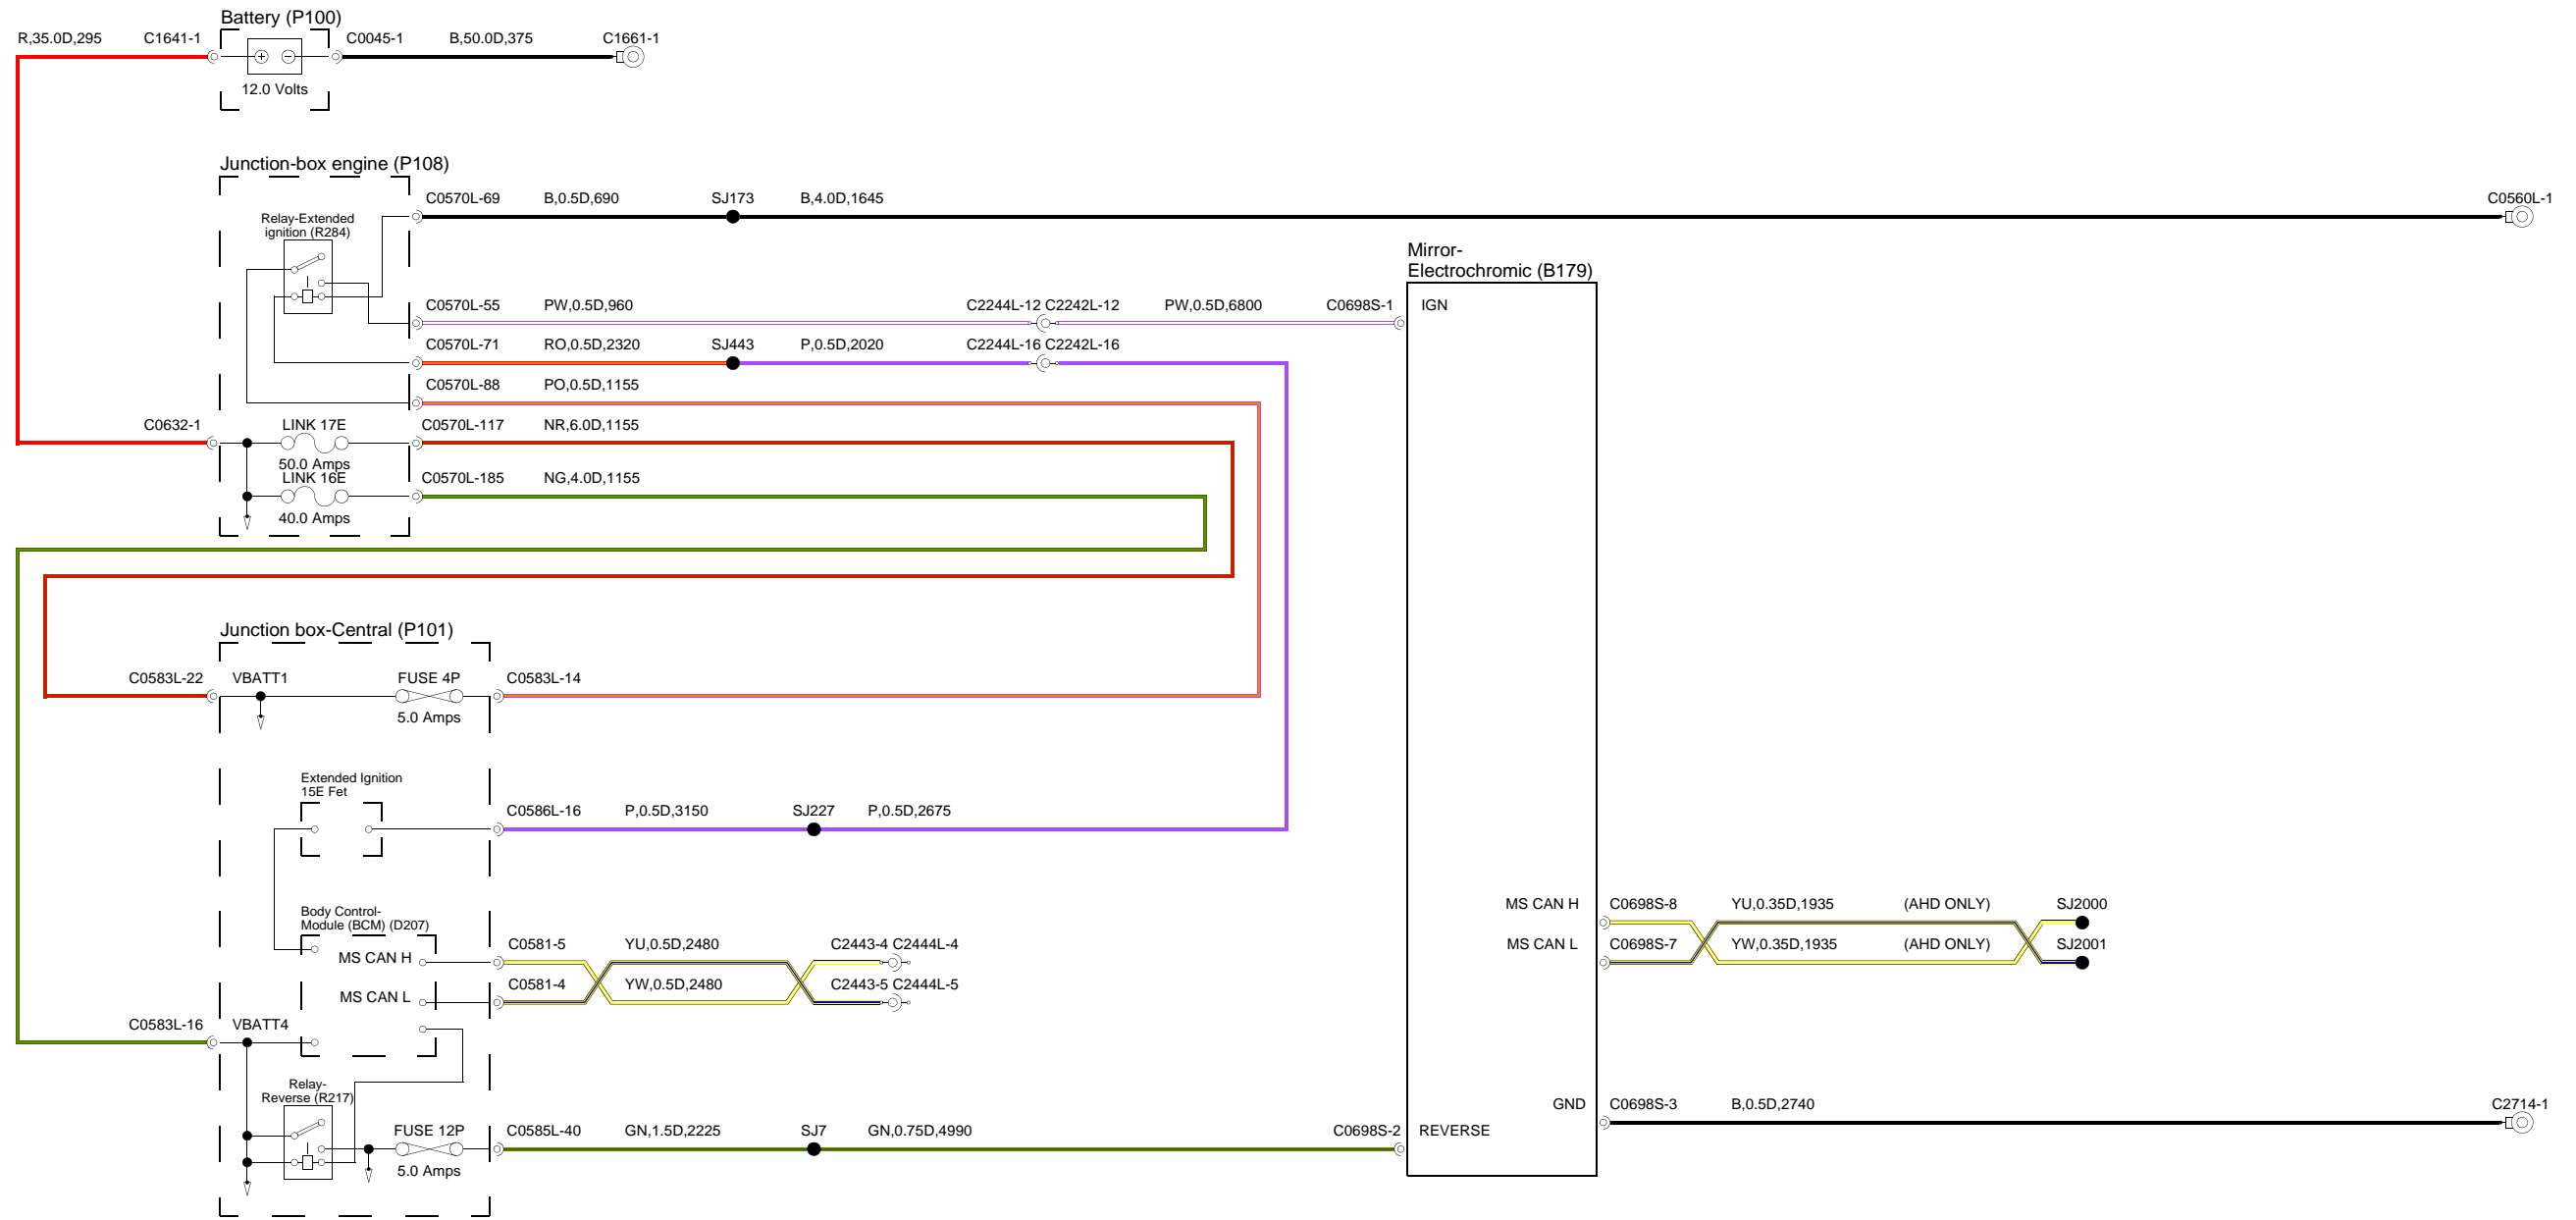 Battery (P100)
R,35.0D,295 C1641-1 C0045-1 B,50.0D,375 C1661-1
12.0 Volts
Junction-box engine (P108)
C0570L-69 B,0.5D,690 SJ173 B,4.0D,1645 C0560L-1
Relay-Extended
ignition (R284)
Mirror-
Electrochromic (B179)
C0570L-55 PW,0.5D,960 C2244L-12 C2242L-12 PW,0.5D,6800 C0698S-1 IGN
C0570L-71 RO,0.5D,2320 SJ443 P,0.5D,2020 C2244L-16 C2242L-16
C0570L-88 PO,0.5D,1155
C0632-1 LINK 17E C0570L-117 NR,6.0D,1155
50.0 Amps
LINK 16E C0570L-185 NG,4.0D,1155
40.0 Amps
Junction box-Central (P101)
C0583L-22 VBATT1 FUSE 4P C0583L-14
5.0 Amps
Extended Ignition
15E Fet
C0586L-16 P,0.5D,3150 SJ227 P,0.5D,2675
MS CAN H C0698S-8 YU,0.35D,1935 (AHD ONLY) SJ2000
Body Control-
Module (BCM) (D207)
C0581-5 YU,0.5D,2480 C2443-4 C2444L-4 MS CAN L C0698S-7 YW,0.35D,1935 (AHD ONLY) SJ2001
MS CAN H
C0581-4 YW,0.5D,2480 C2443-5 C2444L-5
MS CAN L
C0583L-16 VBATT4
Relay-
Reverse (R217)
GND C0698S-3 B,0.5D,2740 C2714-1
FUSE 12P C0585L-40 GN,1.5D,2225 SJ7 GN,0.75D,4990 C0698S-2 REVERSE
5.0 Amps